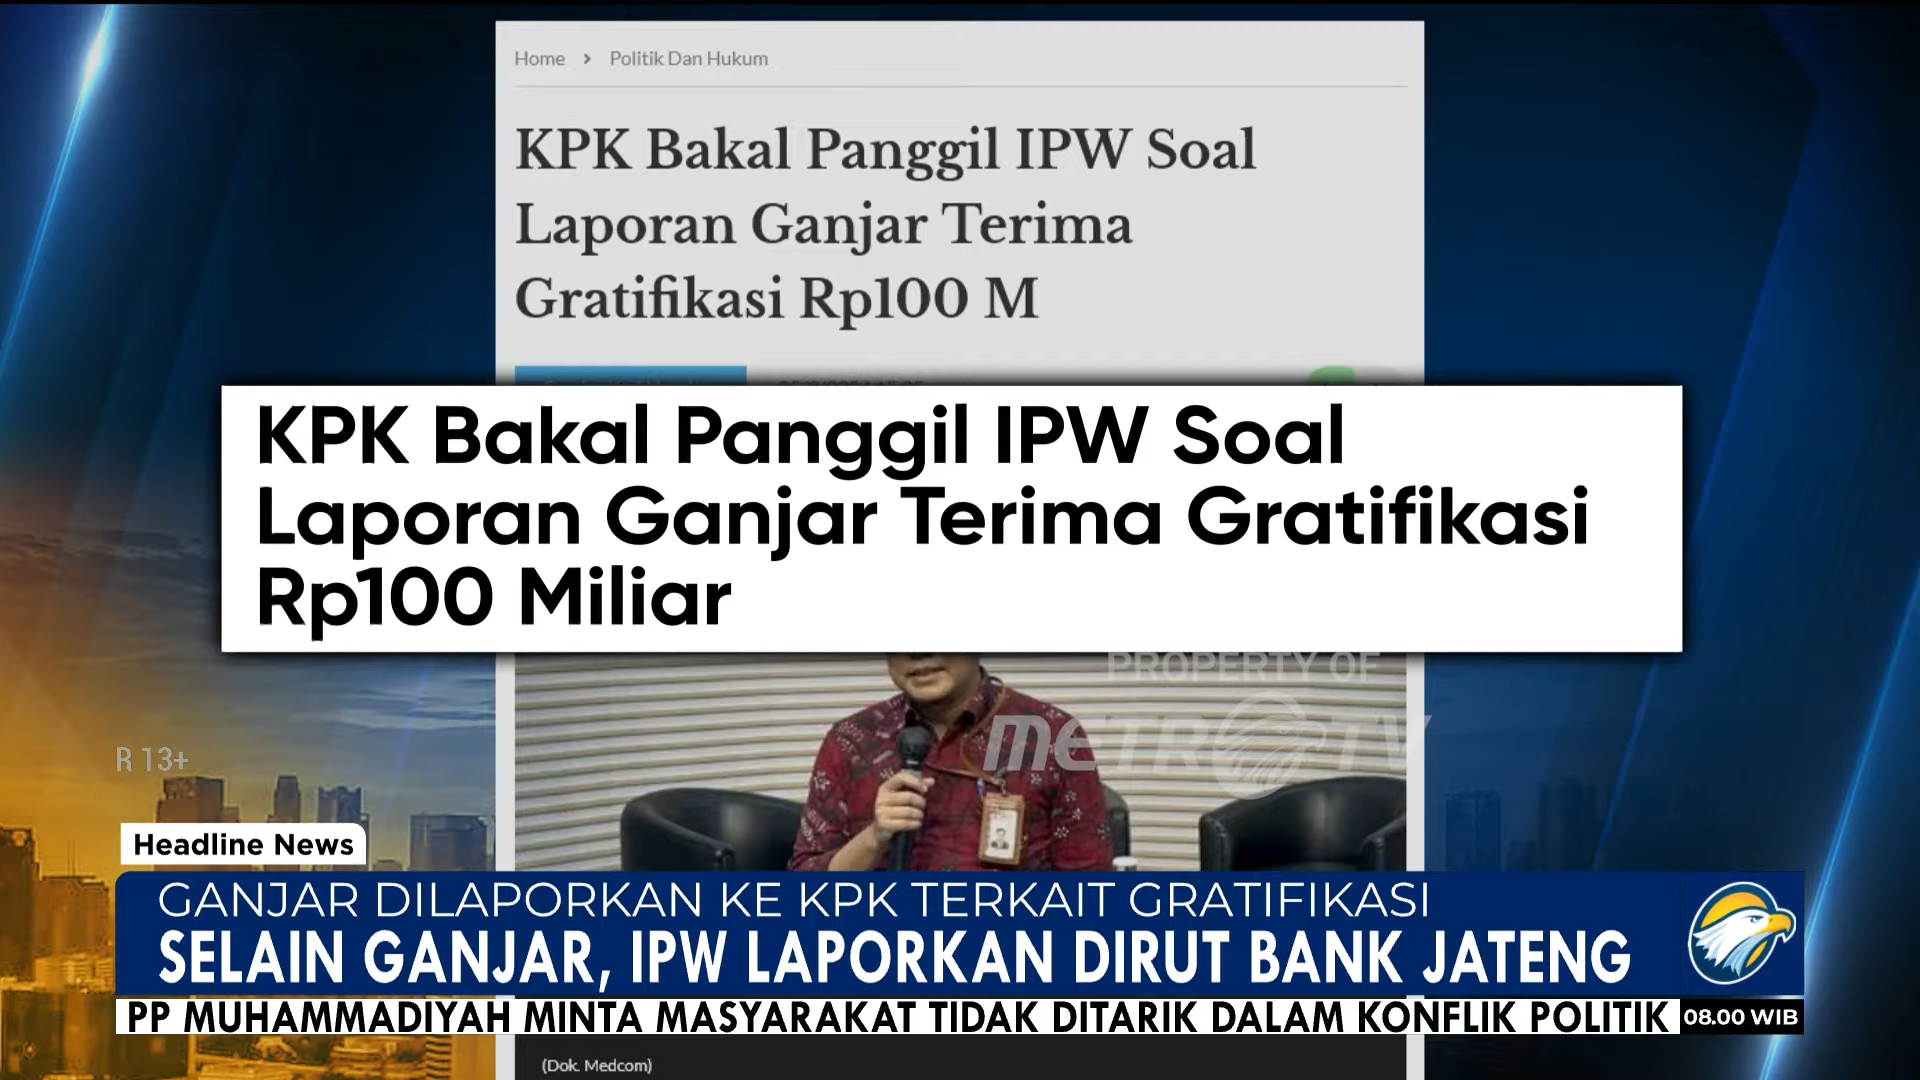 Home > Politik Dan Hukum
KPK Bakal Panggil IPW Soal
Laporan Ganjar Terima
Gratifikasi Rp100 M
KPK Bakal Panggil IPW Soal
Laporan Ganjar Terima Gratifikasi
Rp100 Miliar
PROPERTY OF
METRO TV
R 13+
Headline News
GANJAR DILAPORKAN KE KPK TERKAIT GRATIFIKASI
SELAIN GANJAR, IPW LAPORKAN DIRUT BANK JATENG
PP MUHAMMADIYAH MINTA MASYARAKAT TIDAK DITARIK DALAM KONFLIK POLITIK
08.00 WIB
(Dok. Medcom)